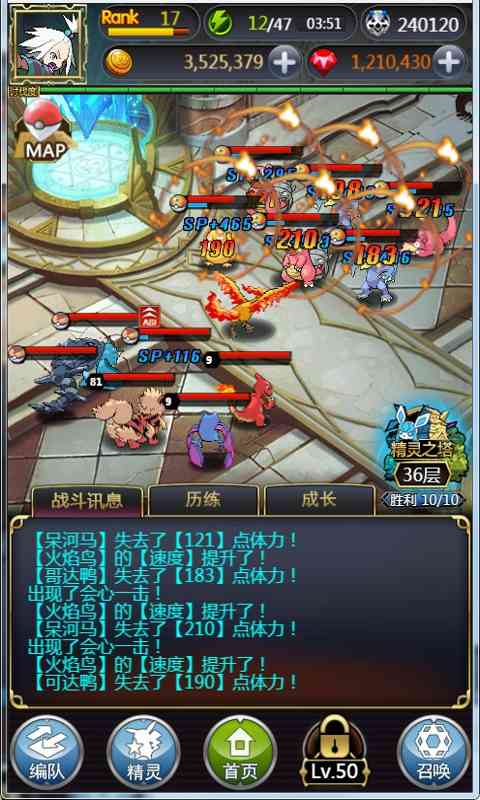 Rank 17
12/47 03:51
240120
3,525,379
1,210,430
讨伐度
MAP
SP+465
190
210
183
AGI
SP+116
9
81
9
精灵之塔
36层
胜利 10/10
战斗讯息
历练
成长
【呆河马】失去了【121】点体力！
【火焰鸟】的【速度】提升了！
【哥达鸭】失去了【183】点体力！
出现了会心一击！
【火焰鸟】的【速度】提升了！
【呆河马】失去了【210】点体力！
出现了会心一击！
【火焰鸟】的【速度】提升了！
【可达鸭】失去了【190】点体力！
编队
精灵
首页
Lv.50
召唤